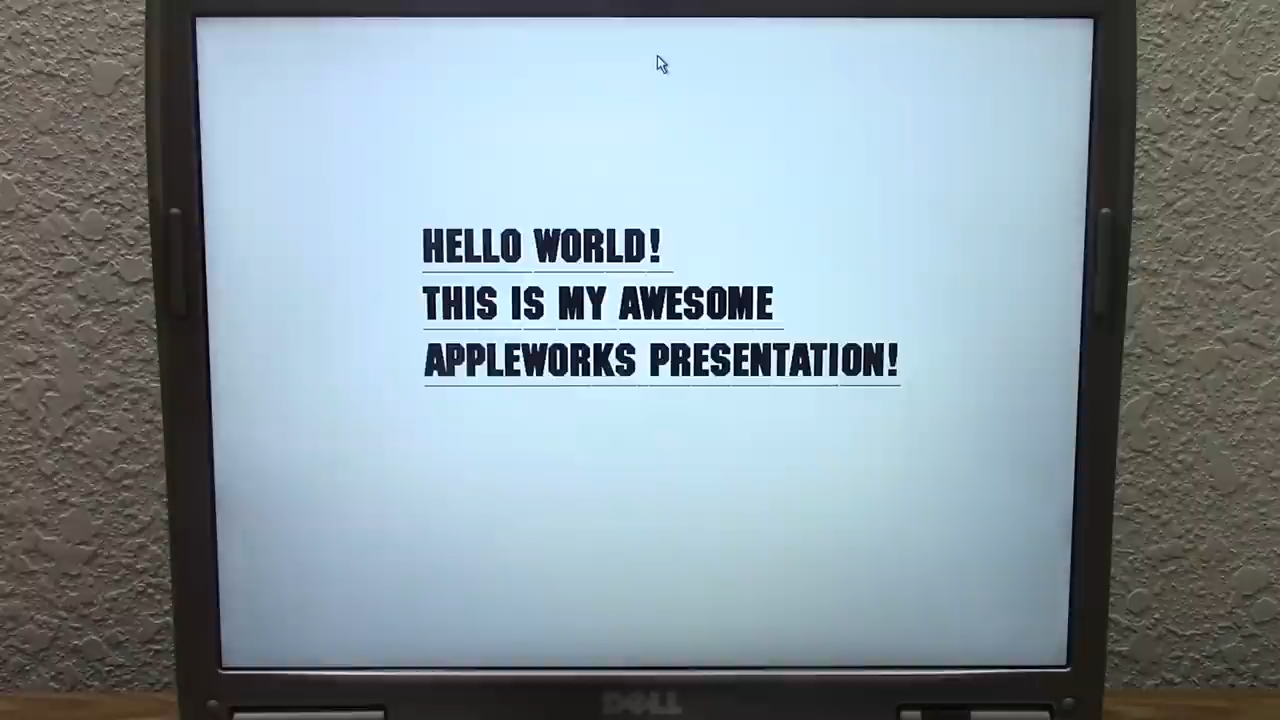 HELLO WORLD!
THIS IS MY AWESOME
APPLEWORKS PRESENTATION!
DELL